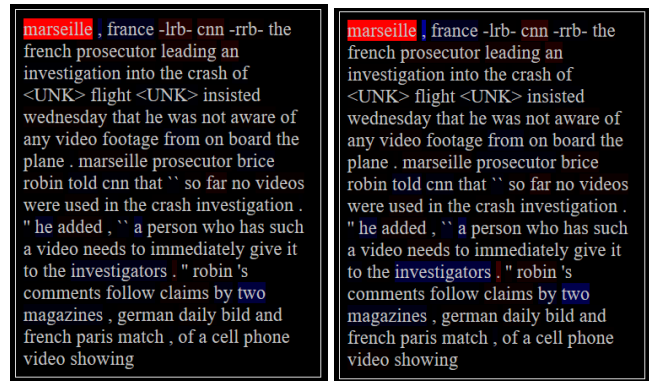 marseille , france -lrb- cnn -rrb- the
french prosecutor leading an
investigation into the crash of
<UNK> flight <UNK> insisted
wednesday that he was not aware of
any video footage from on board the
plane . marseille prosecutor brice
robin told cnn that `` so far no videos
were used in the crash investigation .
'' he added , `` a person who has such
a video needs to immediately give it
to the investigators . '' robin 's
comments follow claims by two
magazines , german daily bild and
french paris match , of a cell phone
video showing
marseille , france -lrb- cnn -rrb- the
french prosecutor leading an
investigation into the crash of
<UNK> flight <UNK> insisted
wednesday that he was not aware of
any video footage from on board the
plane . marseille prosecutor brice
robin told cnn that `` so far no videos
were used in the crash investigation .
'' he added , `` a person who has such
a video needs to immediately give it
to the investigators . '' robin 's
comments follow claims by two
magazines , german daily bild and
french paris match , of a cell phone
video showing